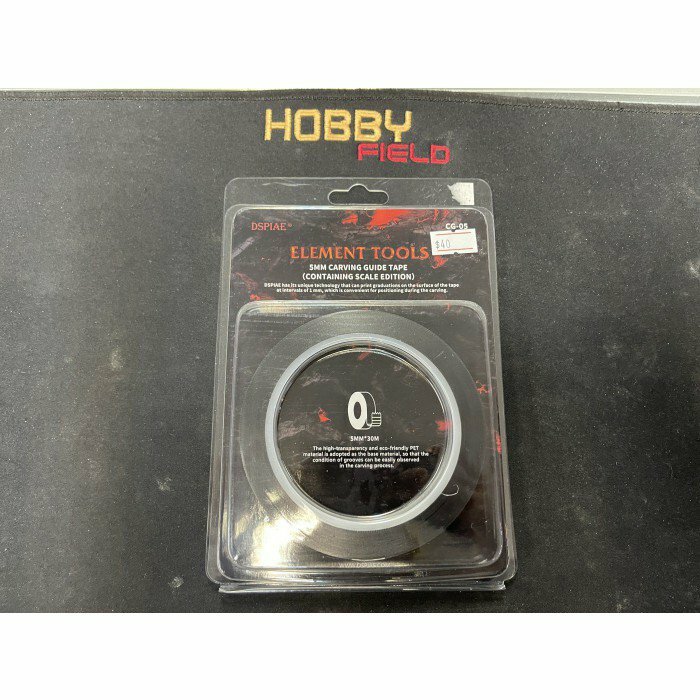 HOBBY
FIELD
DSPIAE®
CG-05
$40
ELEMENT TOOLS
5MM CARVING GUIDE TAPE
(CONTAINING SCALE EDITION)
DSPIAE has its unique technology that can print graduations on the surface of the tape
at intervals of 1 mm, which is convenient for positioning during the carving.
5MM*30M
The high-transparency and eco-friendly PET
material is adopted as the base material, so that the
condition of grooves can be easily observed
in the carving process.
WWW.DSPIAE.COM